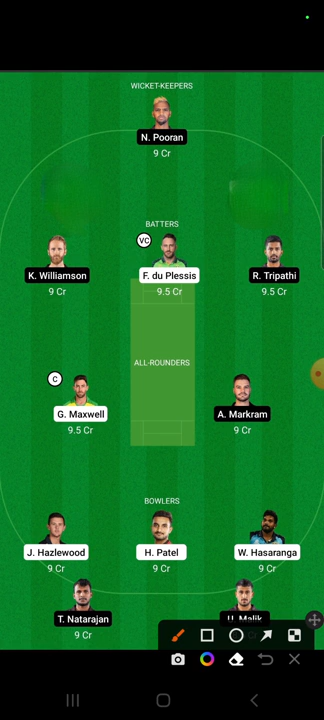 WICKET-KEEPERS
N. Pooran
9 Cr
BATTERS
VC
K. Williamson F. du Plessis R. Tripathi
9 Cr 9.5 Cr 9.5 Cr
ALL-ROUNDERS
C
G. Maxwell A. Markram
9.5 Cr 9 Cr
BOWLERS
J. Hazlewood H. Patel W. Hasaranga
9 Cr 9 Cr 9 Cr
T. Natarajan U. Malik
9 Cr